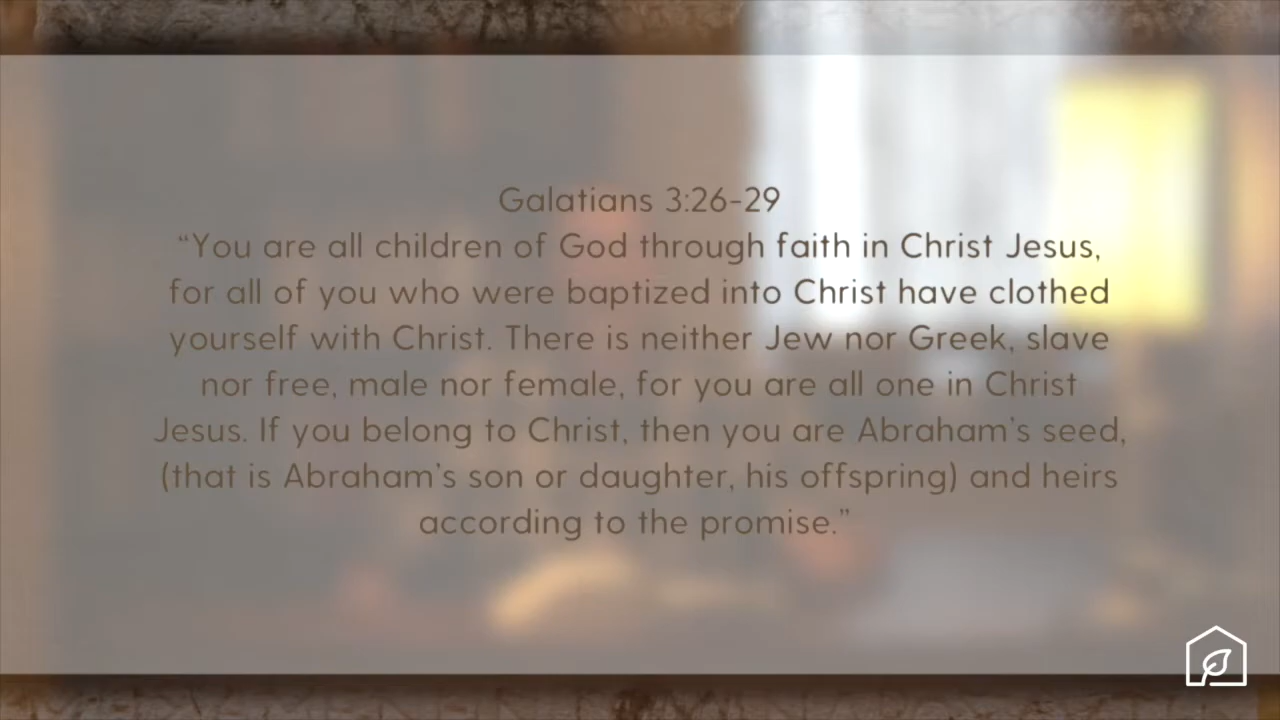 Galatians 3:26-29
“You are all children of God through faith in Christ Jesus,
for all of you who were baptized into Christ have clothed
yourself with Christ. There is neither Jew nor Greek, slave
nor free, male nor female, for you are all one in Christ
Jesus. If you belong to Christ, then you are Abraham’s seed,
(that is Abraham’s son or daughter, his offspring) and heirs
according to the promise.”